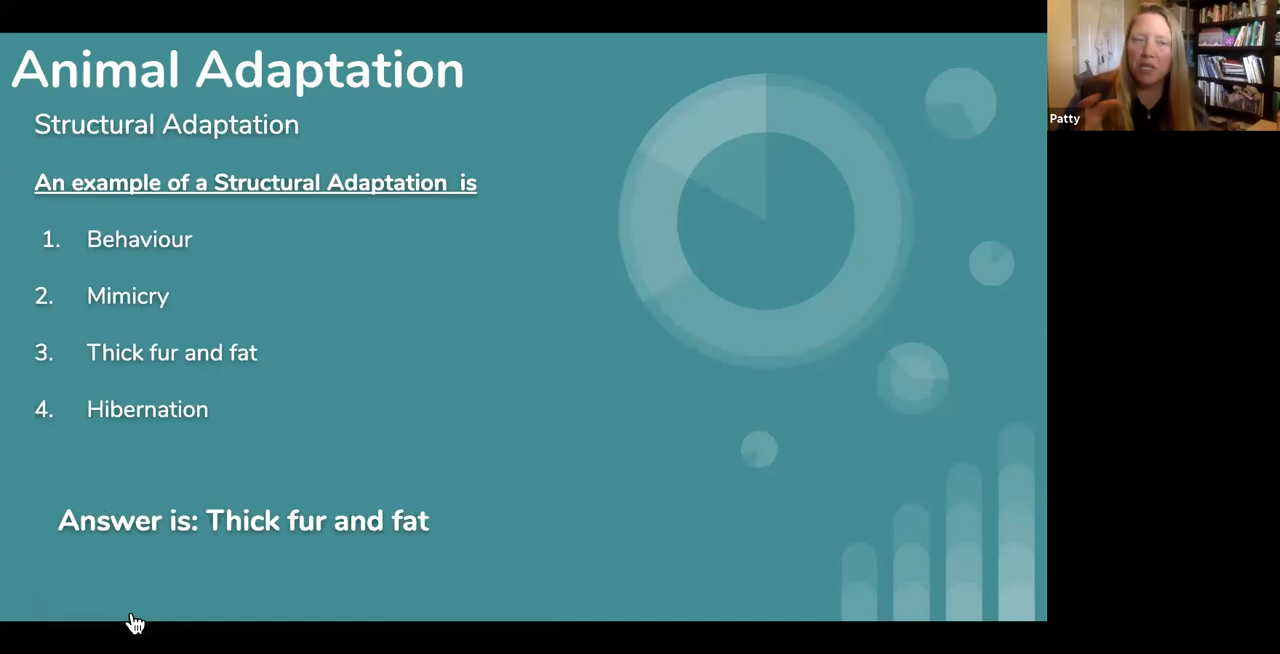 Animal Adaptation
Structural Adaptation
An example of a Structural Adaptation is
1. Behaviour
2. Mimicry
3. Thick fur and fat
4. Hibernation
Answer is: Thick fur and fat
Patty